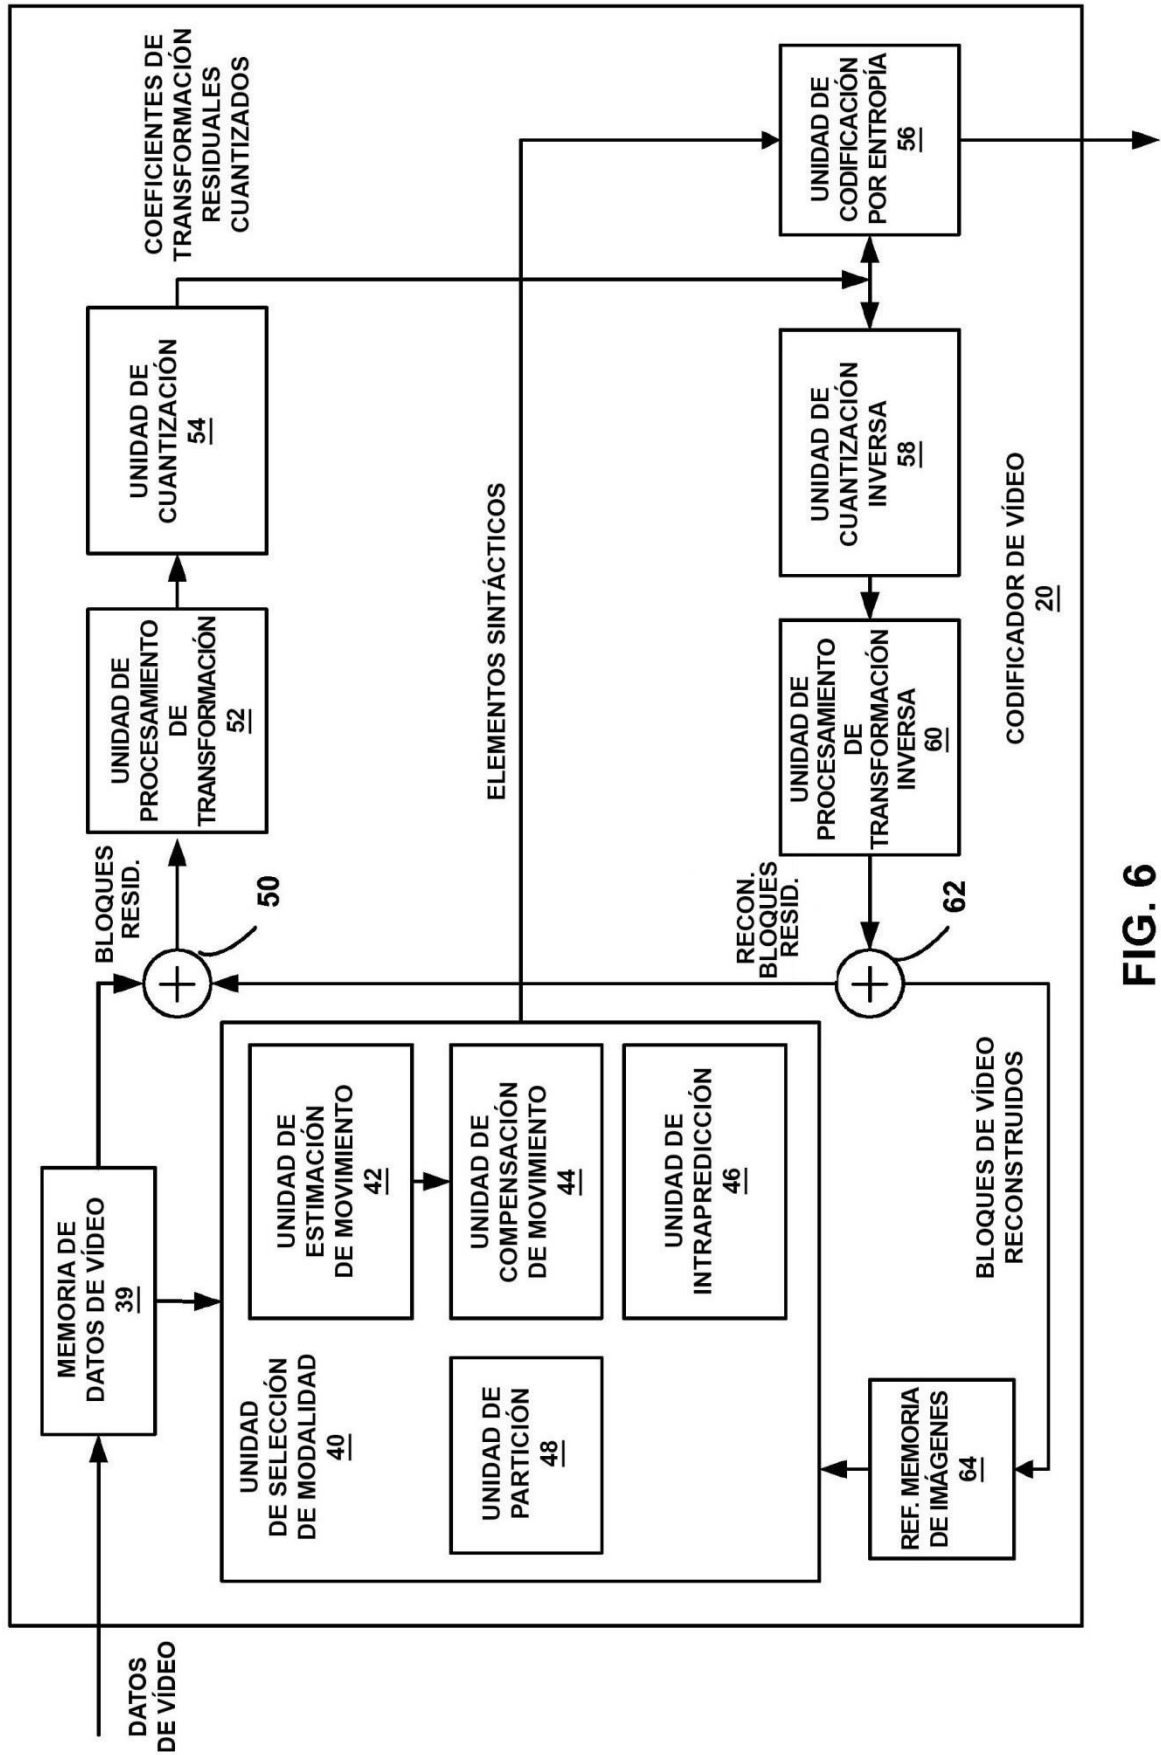 DATOS
DE VÍDEO
MEMORIA DE
DATOS DE VÍDEO
39
UNIDAD
DE SELECCIÓN
DE MODALIDAD
40
UNIDAD DE
ESTIMACIÓN
DE MOVIMIENTO
42
UNIDAD DE
COMPENSACIÓN
DE MOVIMIENTO
44
UNIDAD DE
INTRAPREDICCIÓN
46
UNIDAD DE
PARTICIÓN
48
BLOQUES
RESID.
50
UNIDAD DE
PROCESAMIENTO
DE
TRANSFORMACIÓN
52
UNIDAD DE
CUANTIZACIÓN
54
COEFICIENTES DE
TRANSFORMACIÓN
RESIDUALES
CUANTIZADOS
ELEMENTOS SINTÁCTICOS
UNIDAD DE
CODIFICACIÓN
POR ENTROPÍA
56
UNIDAD DE
CUANTIZACIÓN
INVERSA
58
UNIDAD DE
PROCESAMIENTO
DE
TRANSFORMACIÓN
INVERSA
60
RECON.
BLOQUES
RESID.
62
BLOQUES DE VÍDEO
RECONSTRUIDOS
REF. MEMORIA
DE IMÁGENES
64
CODIFICADOR DE VÍDEO
20
FIG. 6